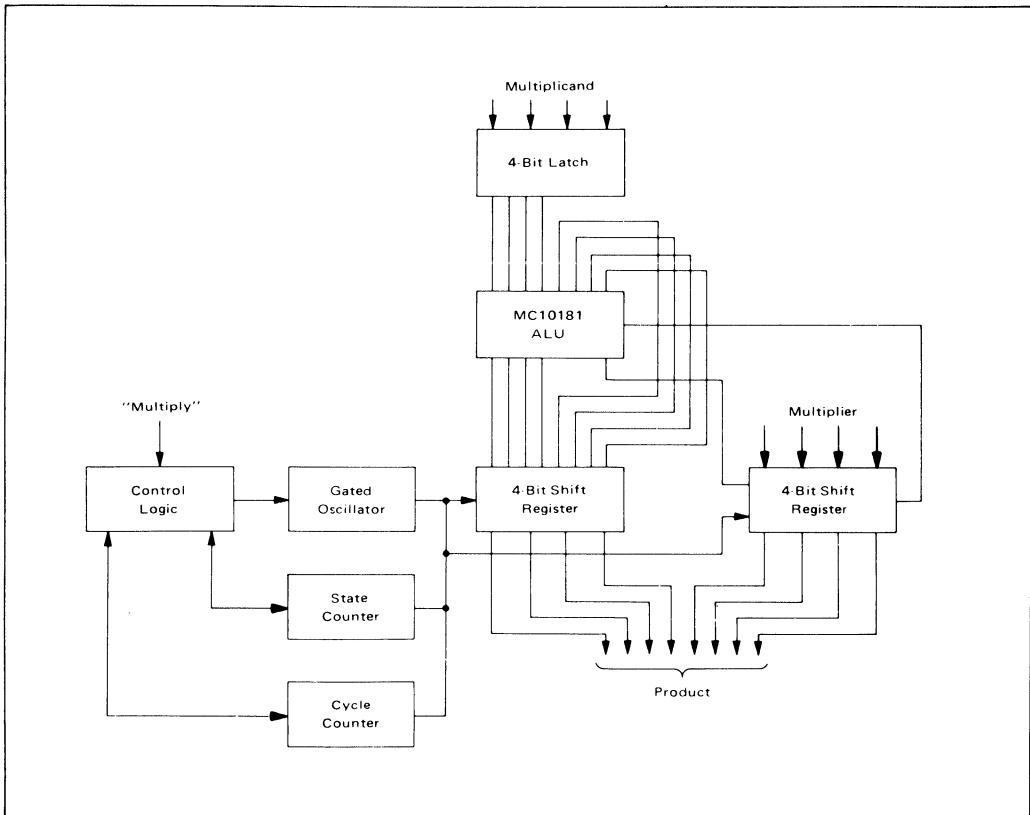 Multiplicand
4-Bit Latch
MC10181
ALU
"Multiply"
Multiplier
Control
Logic
Gated
Oscillator
4-Bit Shift
Register
4-Bit Shift
Register
State
Counter
Cycle
Counter
Product